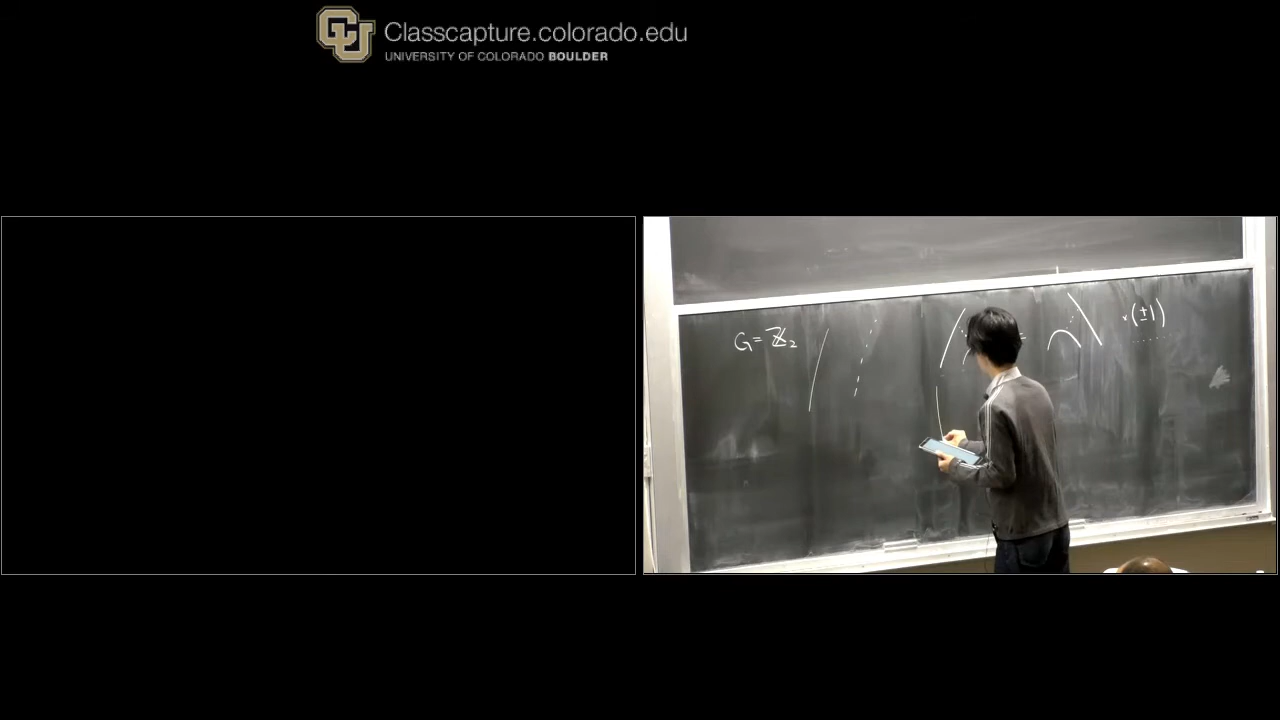 Classcapture.colorado.edu
UNIVERSITY OF COLORADO BOULDER
G = ℤ₂
= × (±1)